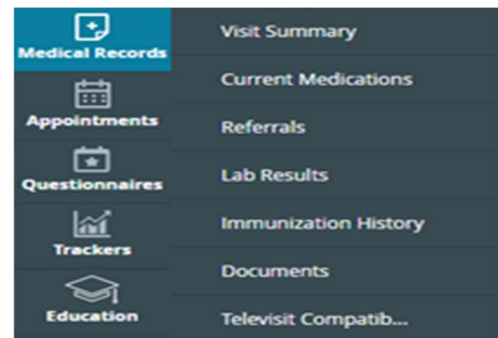 Medical Records
Appointments
Questionnaires
Trackers
Education
Visit Summary
Current Medications
Referrals
Lab Results
Immunization History
Documents
Televisit Compatib...